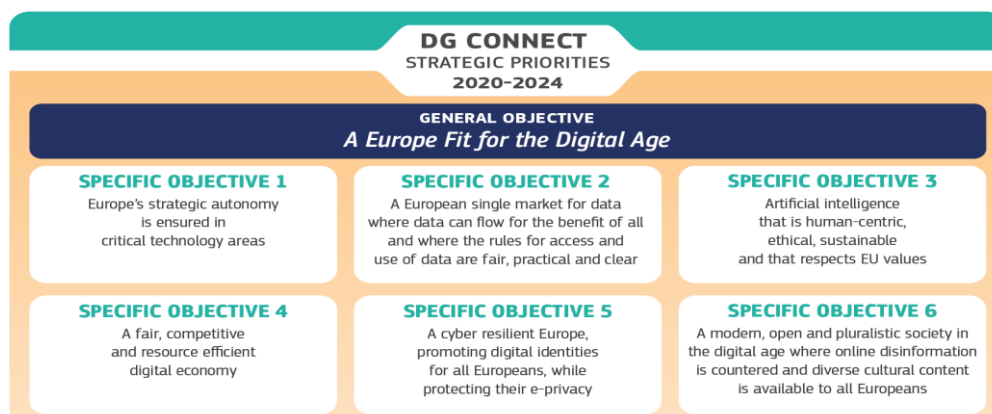 DG CONNECT
STRATEGIC PRIORITIES
2020-2024
GENERAL OBJECTIVE
A Europe Fit for the Digital Age
SPECIFIC OBJECTIVE 1
Europe's strategic autonomy
is ensured in
critical technology areas
SPECIFIC OBJECTIVE 2
A European single market for data
where data can flow for the benefit of all
and where the rules for access and
use of data are fair, practical and clear
SPECIFIC OBJECTIVE 3
Artificial intelligence
that is human-centric,
ethical, sustainable
and that respects EU values
SPECIFIC OBJECTIVE 4
A fair, competitive
and resource efficient
digital economy
SPECIFIC OBJECTIVE 5
A cyber resilient Europe,
promoting digital identities
for all Europeans, while
protecting their e-privacy
SPECIFIC OBJECTIVE 6
A modern, open and pluralistic society in
the digital age where online disinformation
is countered and diverse cultural content
is available to all Europeans